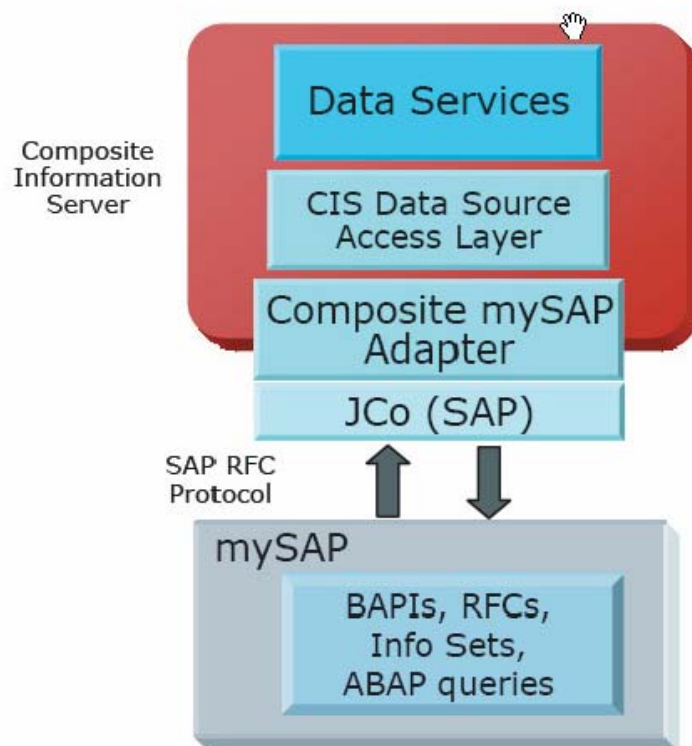 Data Services
Composite
Information
Server
CIS Data Source
Access Layer
Composite mySAP
Adapter
JCo (SAP)
SAP RFC
Protocol
mySAP
BAPIs, RFCs,
Info Sets,
ABAP queries